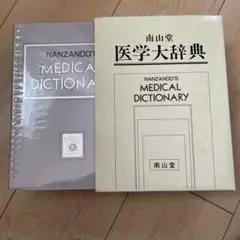 NANZANDO'S
MEDICAL
DICTIONARY
南山堂
医学大辞典
NANZANDO'S
MEDICAL
DICTIONARY
南山堂